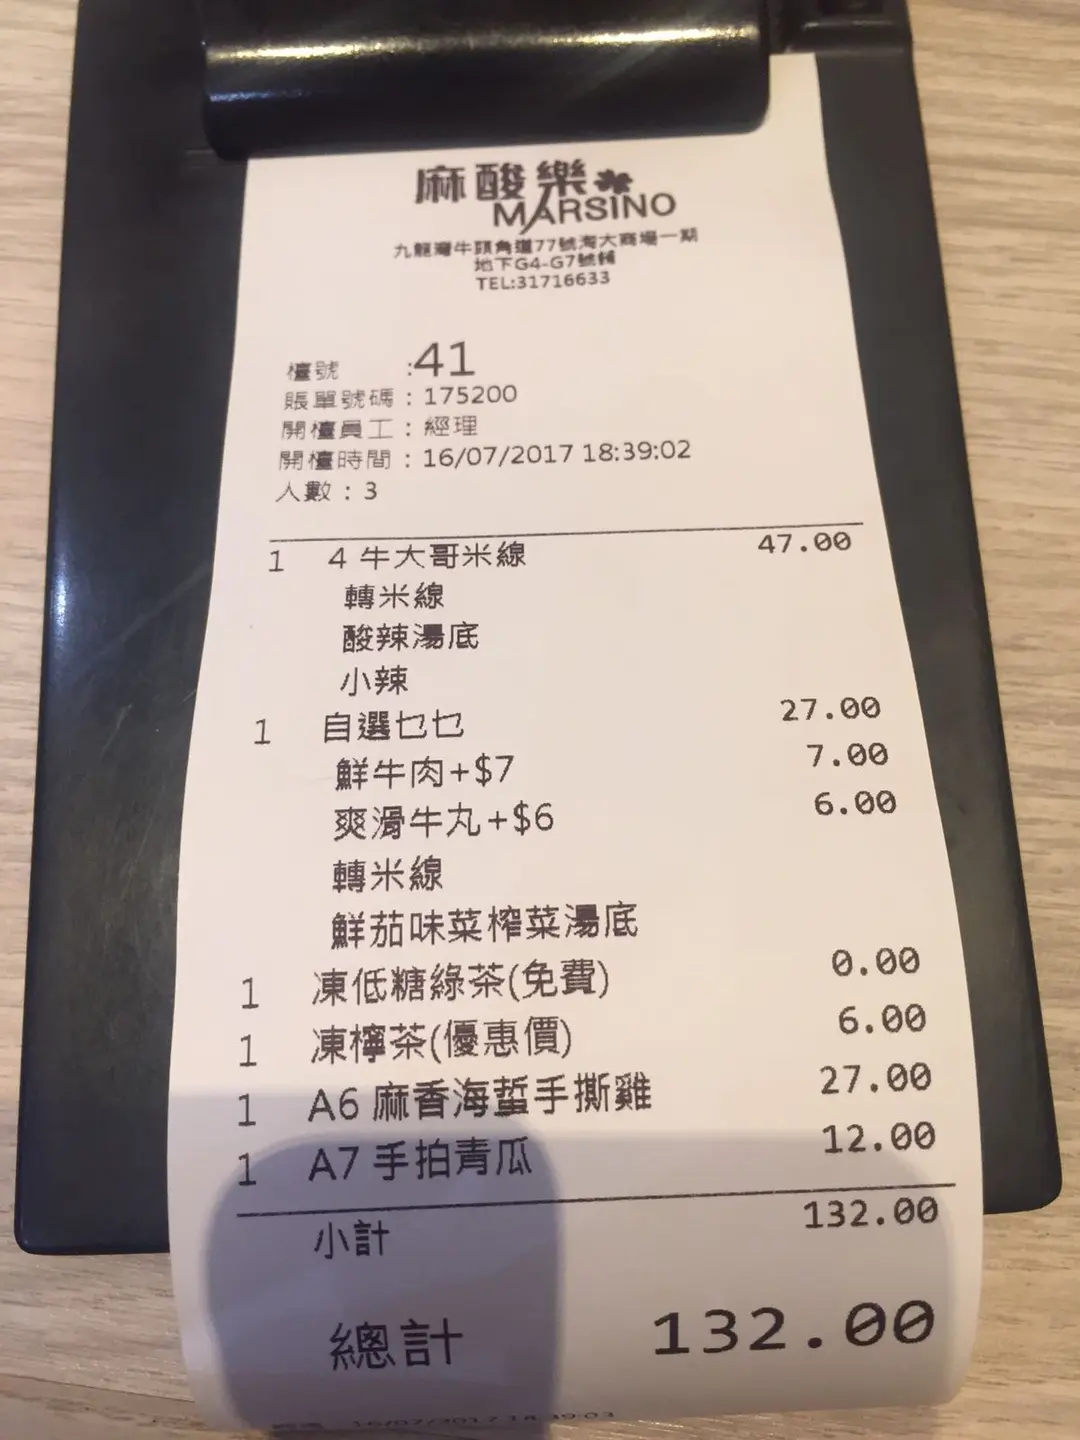 麻酸樂
MARSINO
九龍灣牛頭角道77號淘大商場一期
地下G4-G7號舖
TEL:31716633
檯號 :41
賬單號碼：175200
開檯員工：經理
開檯時間：16/07/2017 18:39:02
人數：3
1 4 牛大哥米線 47.00
轉米線
酸辣湯底
小辣
1 自選乜乜 27.00
鮮牛肉+$7 7.00
爽滑牛丸+$6 6.00
轉米線
鮮茄味菜榨菜湯底
1 凍低糖綠茶(免費) 0.00
1 凍檸茶(優惠價) 6.00
1 A6 麻香海蜇手撕雞 27.00
1 A7 手拍青瓜 12.00
小計 132.00
總計 132.00
16/07/2017